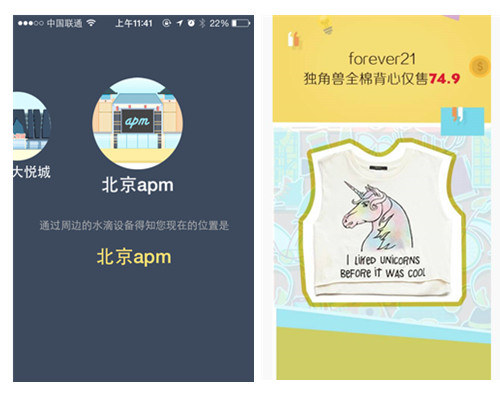 中国联通 上午11:41 22%
apm
大悦城
北京apm
通过周边的水滴设备得知您现在的位置是
北京apm
forever21
独角兽全棉背心仅售74.9
I LIKED UNICORNS
BEFORE IT WAS COOL